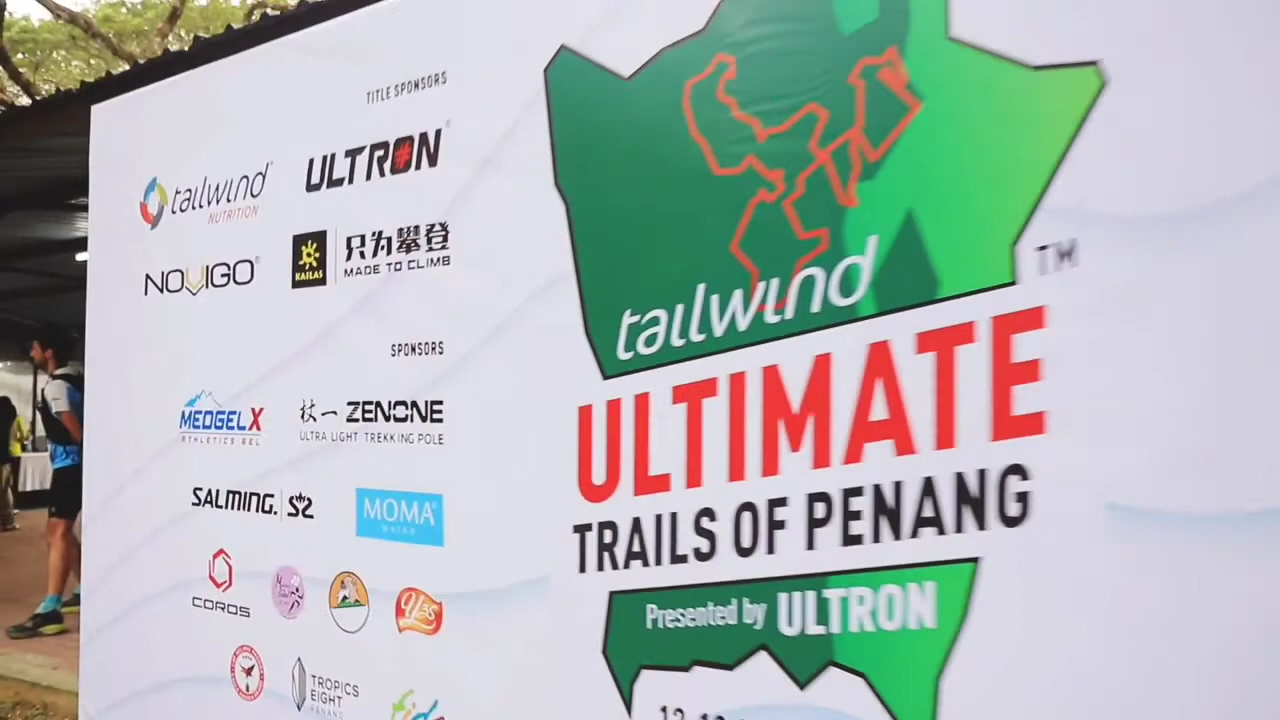 TITLE SPONSORS
tailwind
NUTRITION
ULTRON
NOVIGO
KAILAS
只为攀登
MADE TO CLIMB
SPONSORS
MEDGEL X
ATHLETICS GEL
杖一 ZENONE
ULTRA LIGHT TREKKING POLE
SALMING. S2
MOMA
WATER
COROS
TROPICS
EIGHT
PENANG
tailwind
TM
ULTIMATE
TRAILS OF PENANG
Presented by ULTRON